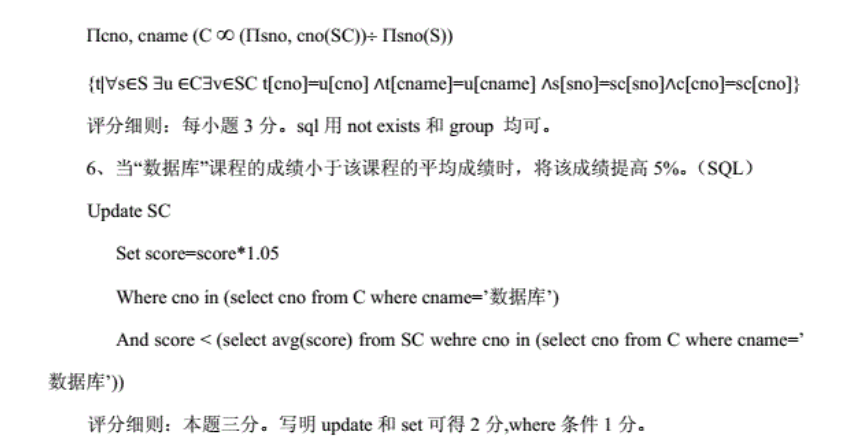 Πcno, cname (C ∞ (Πsno, cno(SC))÷ Πsno(S))
{t|∀s∈S ∃u ∈C∃v∈SC t[cno]=u[cno] ∧t[cname]=u[cname] ∧s[sno]=sc[sno]∧c[cno]=sc[cno]}
评分细则：每小题 3 分。sql 用 not exists 和 group 均可。
6、当“数据库”课程的成绩小于该课程的平均成绩时，将该成绩提高 5%。（SQL）
Update SC
Set score=score*1.05
Where cno in (select cno from C where cname=’数据库’)
And score < (select avg(score) from SC wehre cno in (select cno from C where cname=’
数据库’))
评分细则：本题三分。写明 update 和 set 可得 2 分,where 条件 1 分。